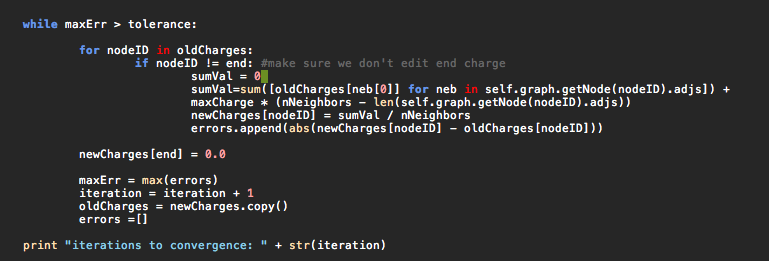 while maxErr > tolerance:
for nodeID in oldCharges:
if nodeID != end: #make sure we don't edit end charge
sumVal = 0
sumVal=sum([oldCharges[neb[0]] for neb in self.graph.getNode(nodeID).adjs]) +
maxCharge * (nNeighbors - len(self.graph.getNode(nodeID).adjs))
newCharges[nodeID] = sumVal / nNeighbors
errors.append(abs(newCharges[nodeID] - oldCharges[nodeID]))
newCharges[end] = 0.0
maxErr = max(errors)
iteration = iteration + 1
oldCharges = newCharges.copy()
errors =[]
print "iterations to convergence: " + str(iteration)